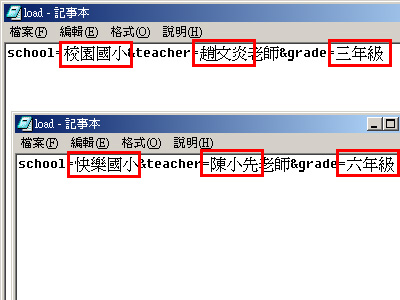 load - 記事本
檔案(F) 編輯(E) 格式(O) 說明(H)
school=校園國小&teacher=趙文炎老師&grade=三年級
load - 記事本
檔案(F) 編輯(E) 格式(O) 說明(H)
school=快樂國小&teacher=陳小先老師&grade=六年級